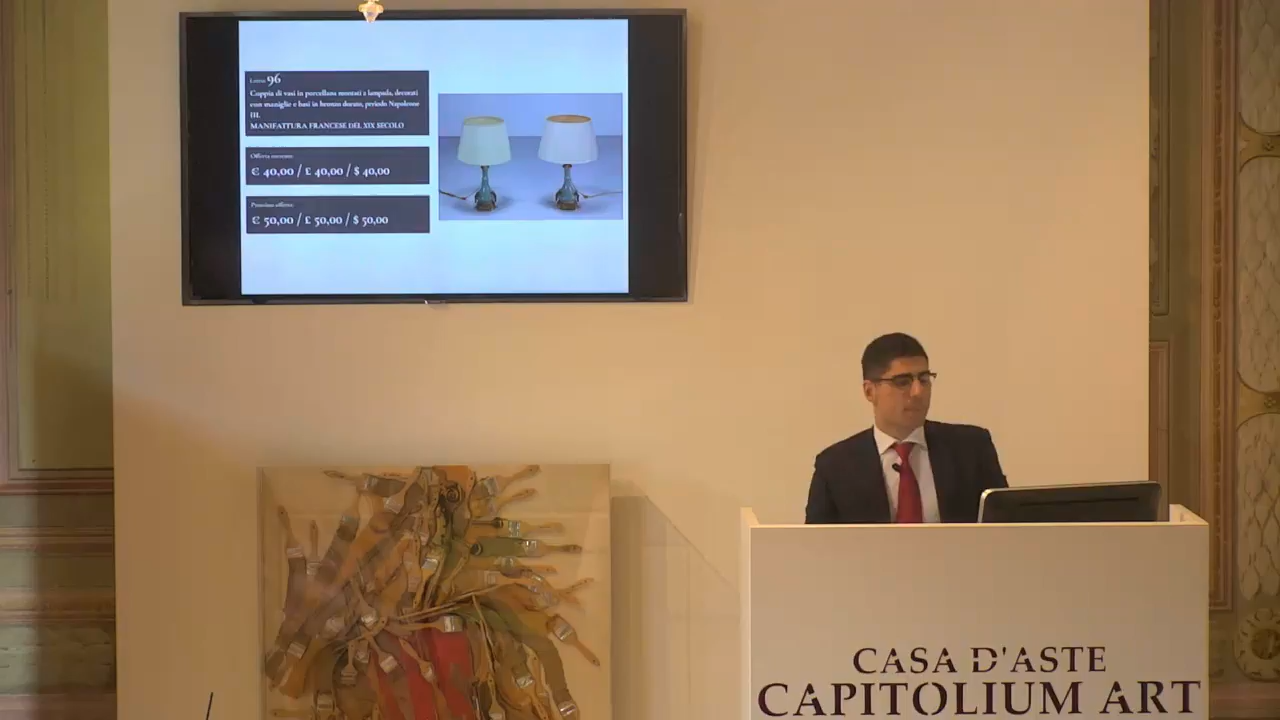 Lotto: 96
Coppia di vasi in porcellana montati a lampada, decorati
con maniglie e basi in bronzo dorato, periodo Napoleone
III.
MANIFATTURA FRANCESE DEL XIX SECOLO
Offerta corrente:
€ 40,00 / £ 40,00 / $ 40,00
Prossima offerta:
€ 50,00 / £ 50,00 / $ 50,00
CASA D'ASTE
CAPITOLIUM ART